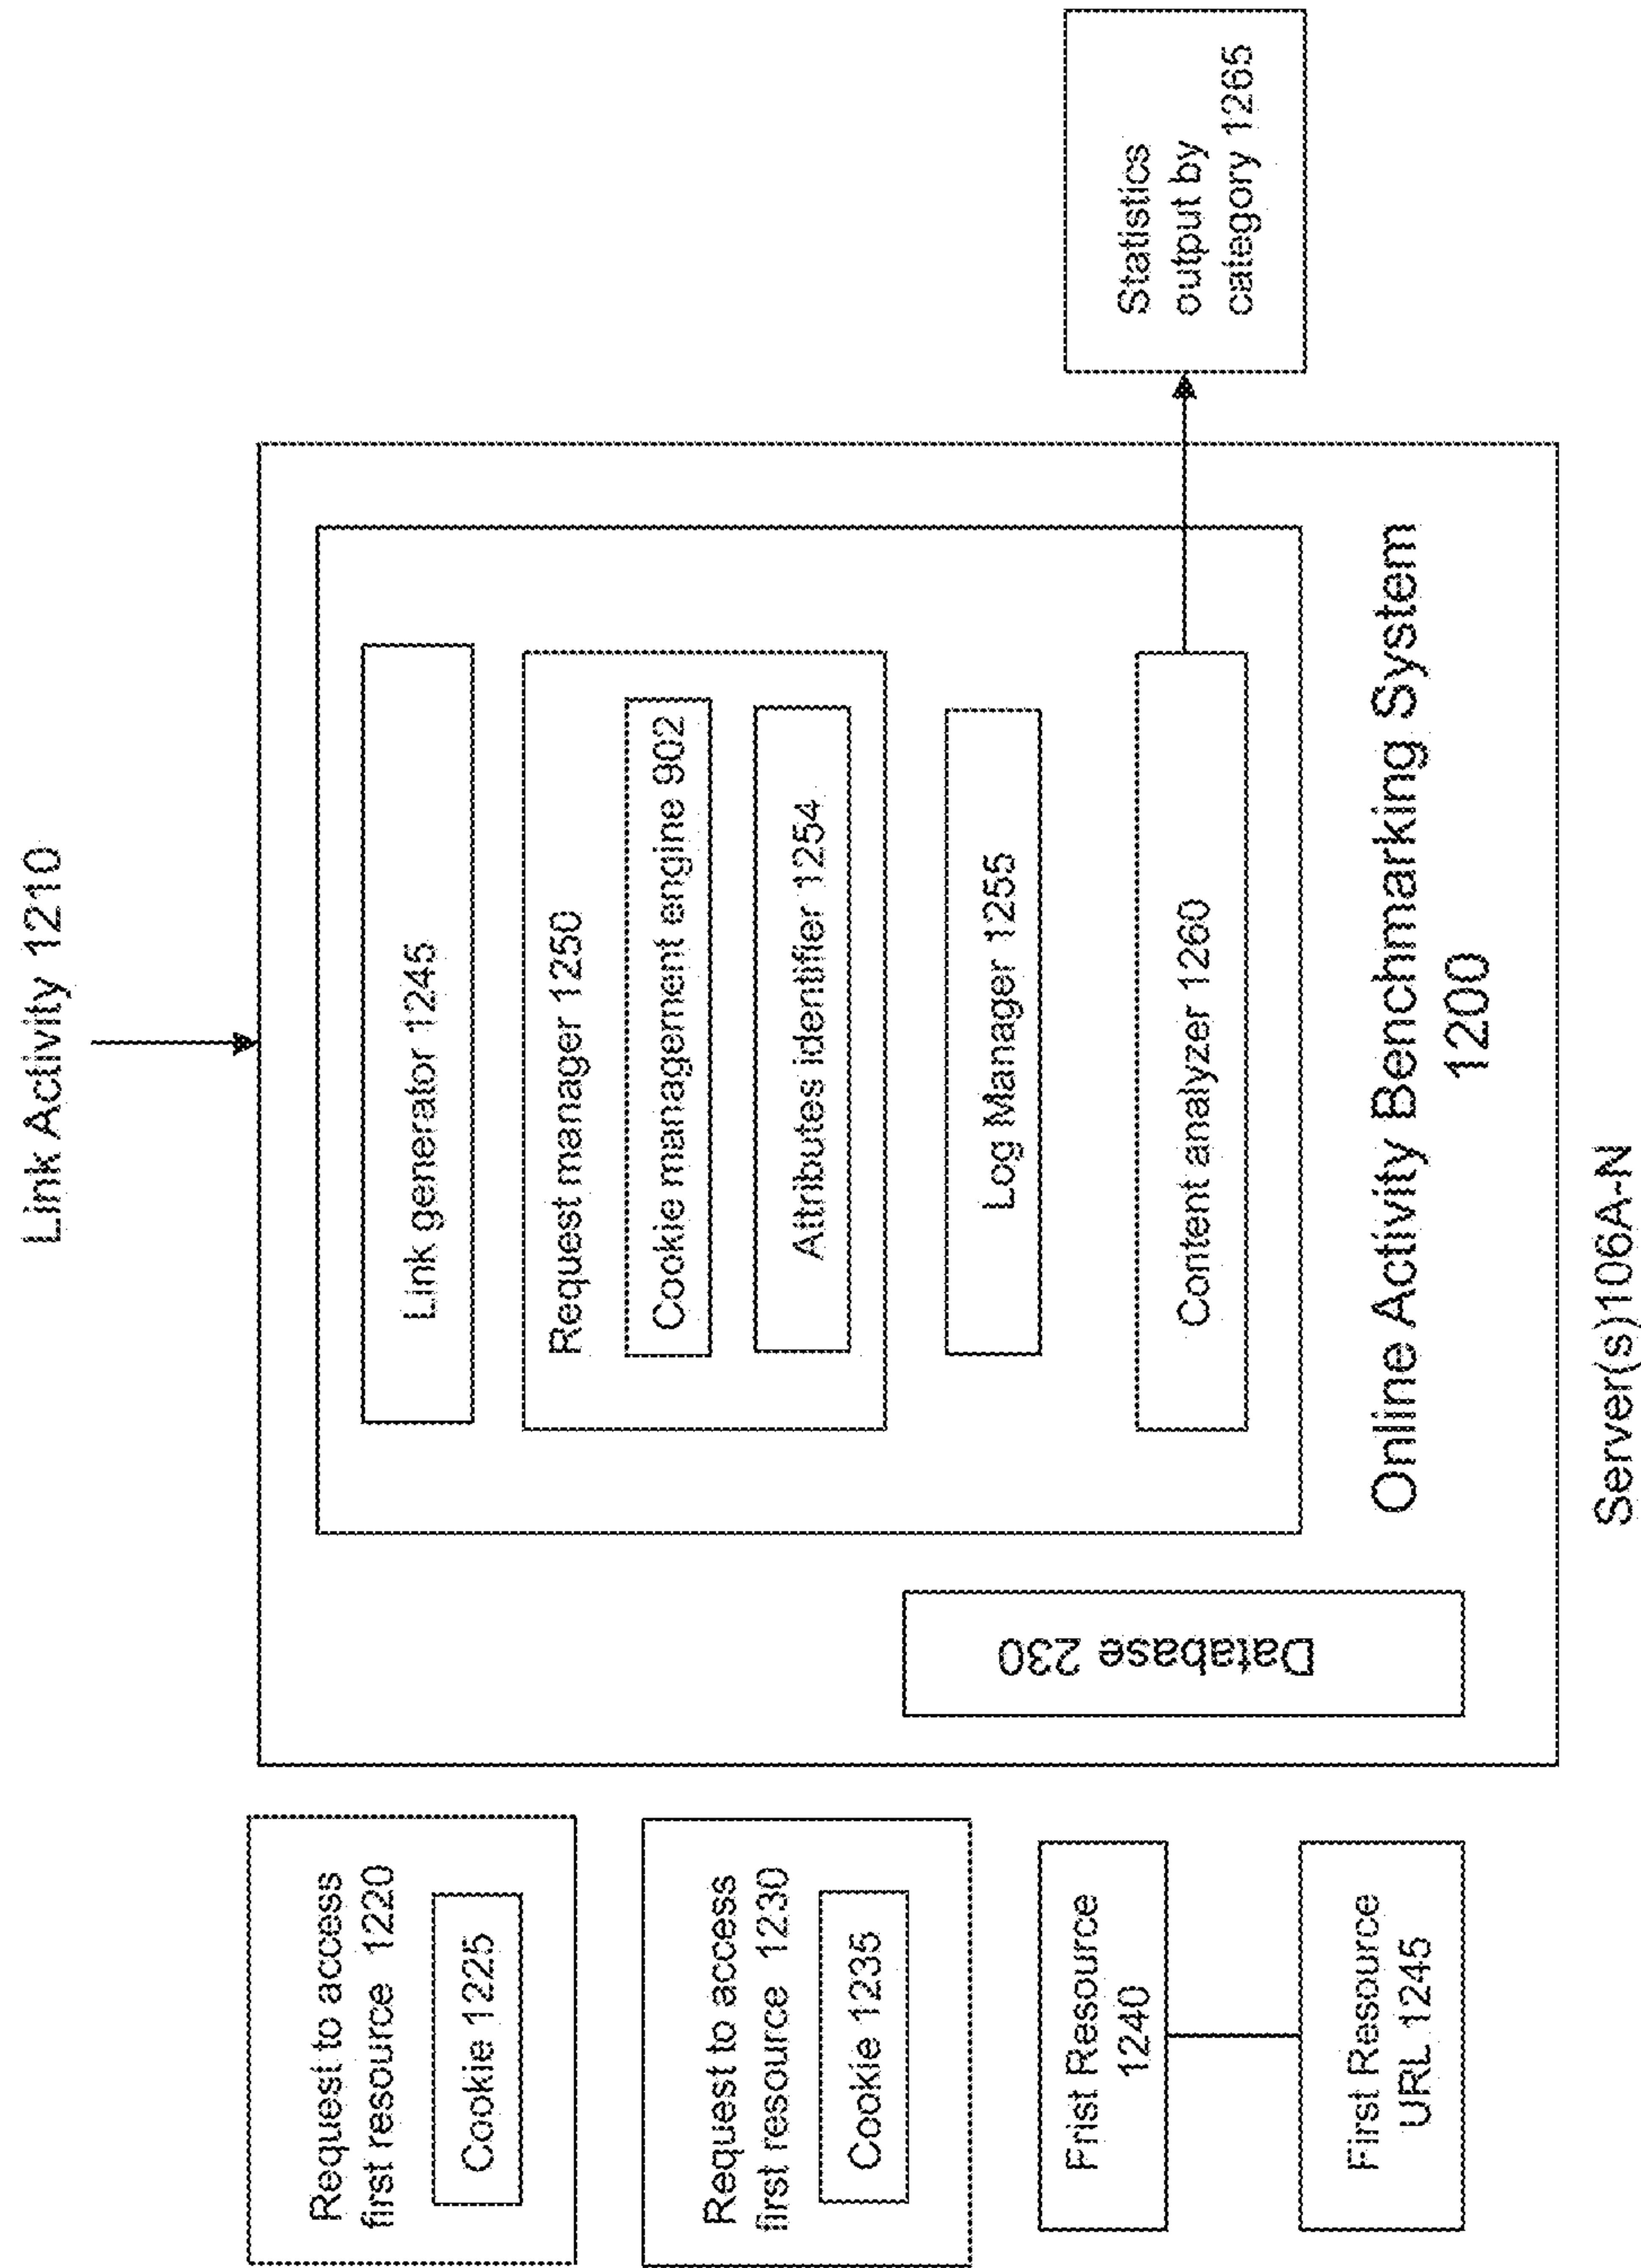 Link Activity 1210
Request to access
first resource 1220
Cookie 1225
Request to access
first resource 1230
Cookie 1235
Frist Resource
1240
First Resource
URL 1245
Link generator 1245
Request manager 1250
Cookie management engine 902
Attributes identifier 1254
Log Manager 1255
Content analyzer 1260
Database 230
Online Activity Benchmarking System
1200
Server(s)106A-N
Statistics
output by
category 1265